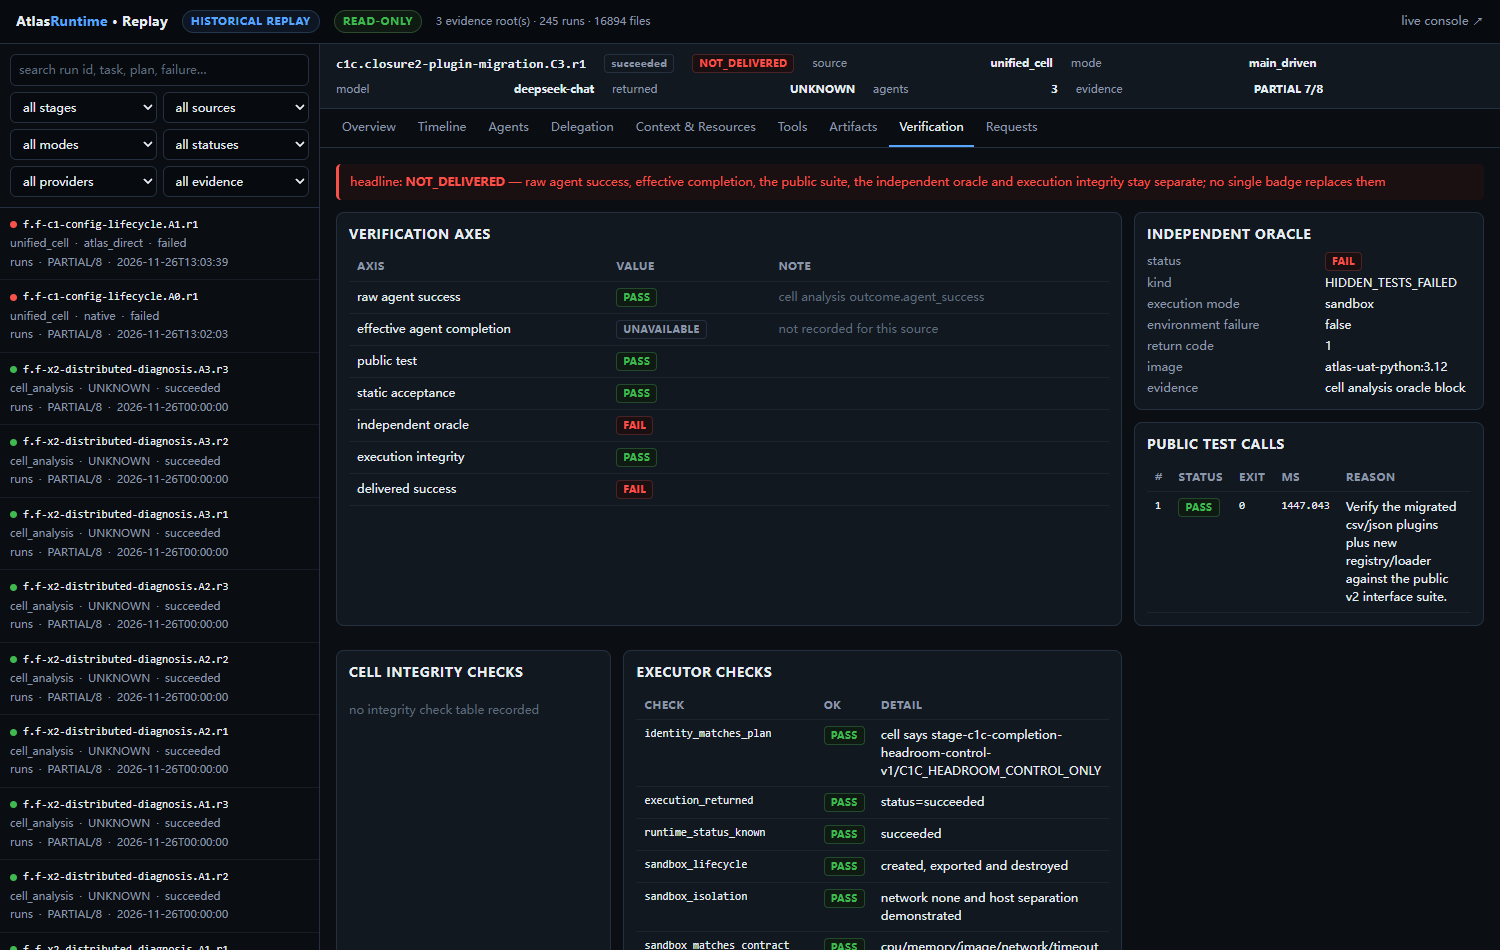 AtlasRuntime • Replay HISTORICAL REPLAY READ-ONLY 3 evidence root(s) · 245 runs · 16894 files live console ↗
search run id, task, plan, failure...
all stages all sources
all modes all statuses
all providers all evidence
f.f-c1-config-lifecycle.A1.r1
unified_cell · atlas_direct · failed
runs · PARTIAL/8 · 2026-11-26T13:03:39
f.f-c1-config-lifecycle.A0.r1
unified_cell · native · failed
runs · PARTIAL/8 · 2026-11-26T13:02:03
f.f-x2-distributed-diagnosis.A3.r3
cell_analysis · UNKNOWN · succeeded
runs · PARTIAL/8 · 2026-11-26T00:00:00
f.f-x2-distributed-diagnosis.A3.r2
cell_analysis · UNKNOWN · succeeded
runs · PARTIAL/8 · 2026-11-26T00:00:00
f.f-x2-distributed-diagnosis.A3.r1
cell_analysis · UNKNOWN · succeeded
runs · PARTIAL/8 · 2026-11-26T00:00:00
f.f-x2-distributed-diagnosis.A2.r3
cell_analysis · UNKNOWN · succeeded
runs · PARTIAL/8 · 2026-11-26T00:00:00
f.f-x2-distributed-diagnosis.A2.r2
cell_analysis · UNKNOWN · succeeded
runs · PARTIAL/8 · 2026-11-26T00:00:00
f.f-x2-distributed-diagnosis.A2.r1
cell_analysis · UNKNOWN · succeeded
runs · PARTIAL/8 · 2026-11-26T00:00:00
f.f-x2-distributed-diagnosis.A1.r3
cell_analysis · UNKNOWN · succeeded
runs · PARTIAL/8 · 2026-11-26T00:00:00
f.f-x2-distributed-diagnosis.A1.r2
cell_analysis · UNKNOWN · succeeded
runs · PARTIAL/8 · 2026-11-26T00:00:00
f.f-x2-distributed-diagnosis.A1.r1
c1c.closure2-plugin-migration.C3.r1 succeeded NOT_DELIVERED source unified_cell mode main_driven
model deepseek-chat returned UNKNOWN agents 3 evidence PARTIAL 7/8
Overview Timeline Agents Delegation Context & Resources Tools Artifacts Verification Requests
headline: NOT_DELIVERED — raw agent success, effective completion, the public suite, the independent oracle and execution integrity stay separate; no single badge replaces them
VERIFICATION AXES
AXIS VALUE NOTE
raw agent success PASS cell analysis outcome.agent_success
effective agent completion UNAVAILABLE not recorded for this source
public test PASS
static acceptance PASS
independent oracle FAIL
execution integrity PASS
delivered success FAIL
INDEPENDENT ORACLE
status FAIL
kind HIDDEN_TESTS_FAILED
execution mode sandbox
environment failure false
return code 1
image atlas-uat-python:3.12
evidence cell analysis oracle block
PUBLIC TEST CALLS
# STATUS EXIT MS REASON
1 PASS 0 1447.043 Verify the migrated
csv/json plugins
plus new
registry/loader
against the public
v2 interface suite.
CELL INTEGRITY CHECKS
no integrity check table recorded
EXECUTOR CHECKS
CHECK OK DETAIL
identity_matches_plan PASS cell says stage-c1c-completion-
headroom-control-
v1/C1C_HEADROOM_CONTROL_ONLY
execution_returned PASS status=succeeded
runtime_status_known PASS succeeded
sandbox_lifecycle PASS created, exported and destroyed
sandbox_isolation PASS network none and host separation
demonstrated
sandbox_matches_contract PASS cpu/memory/image/network/timeout